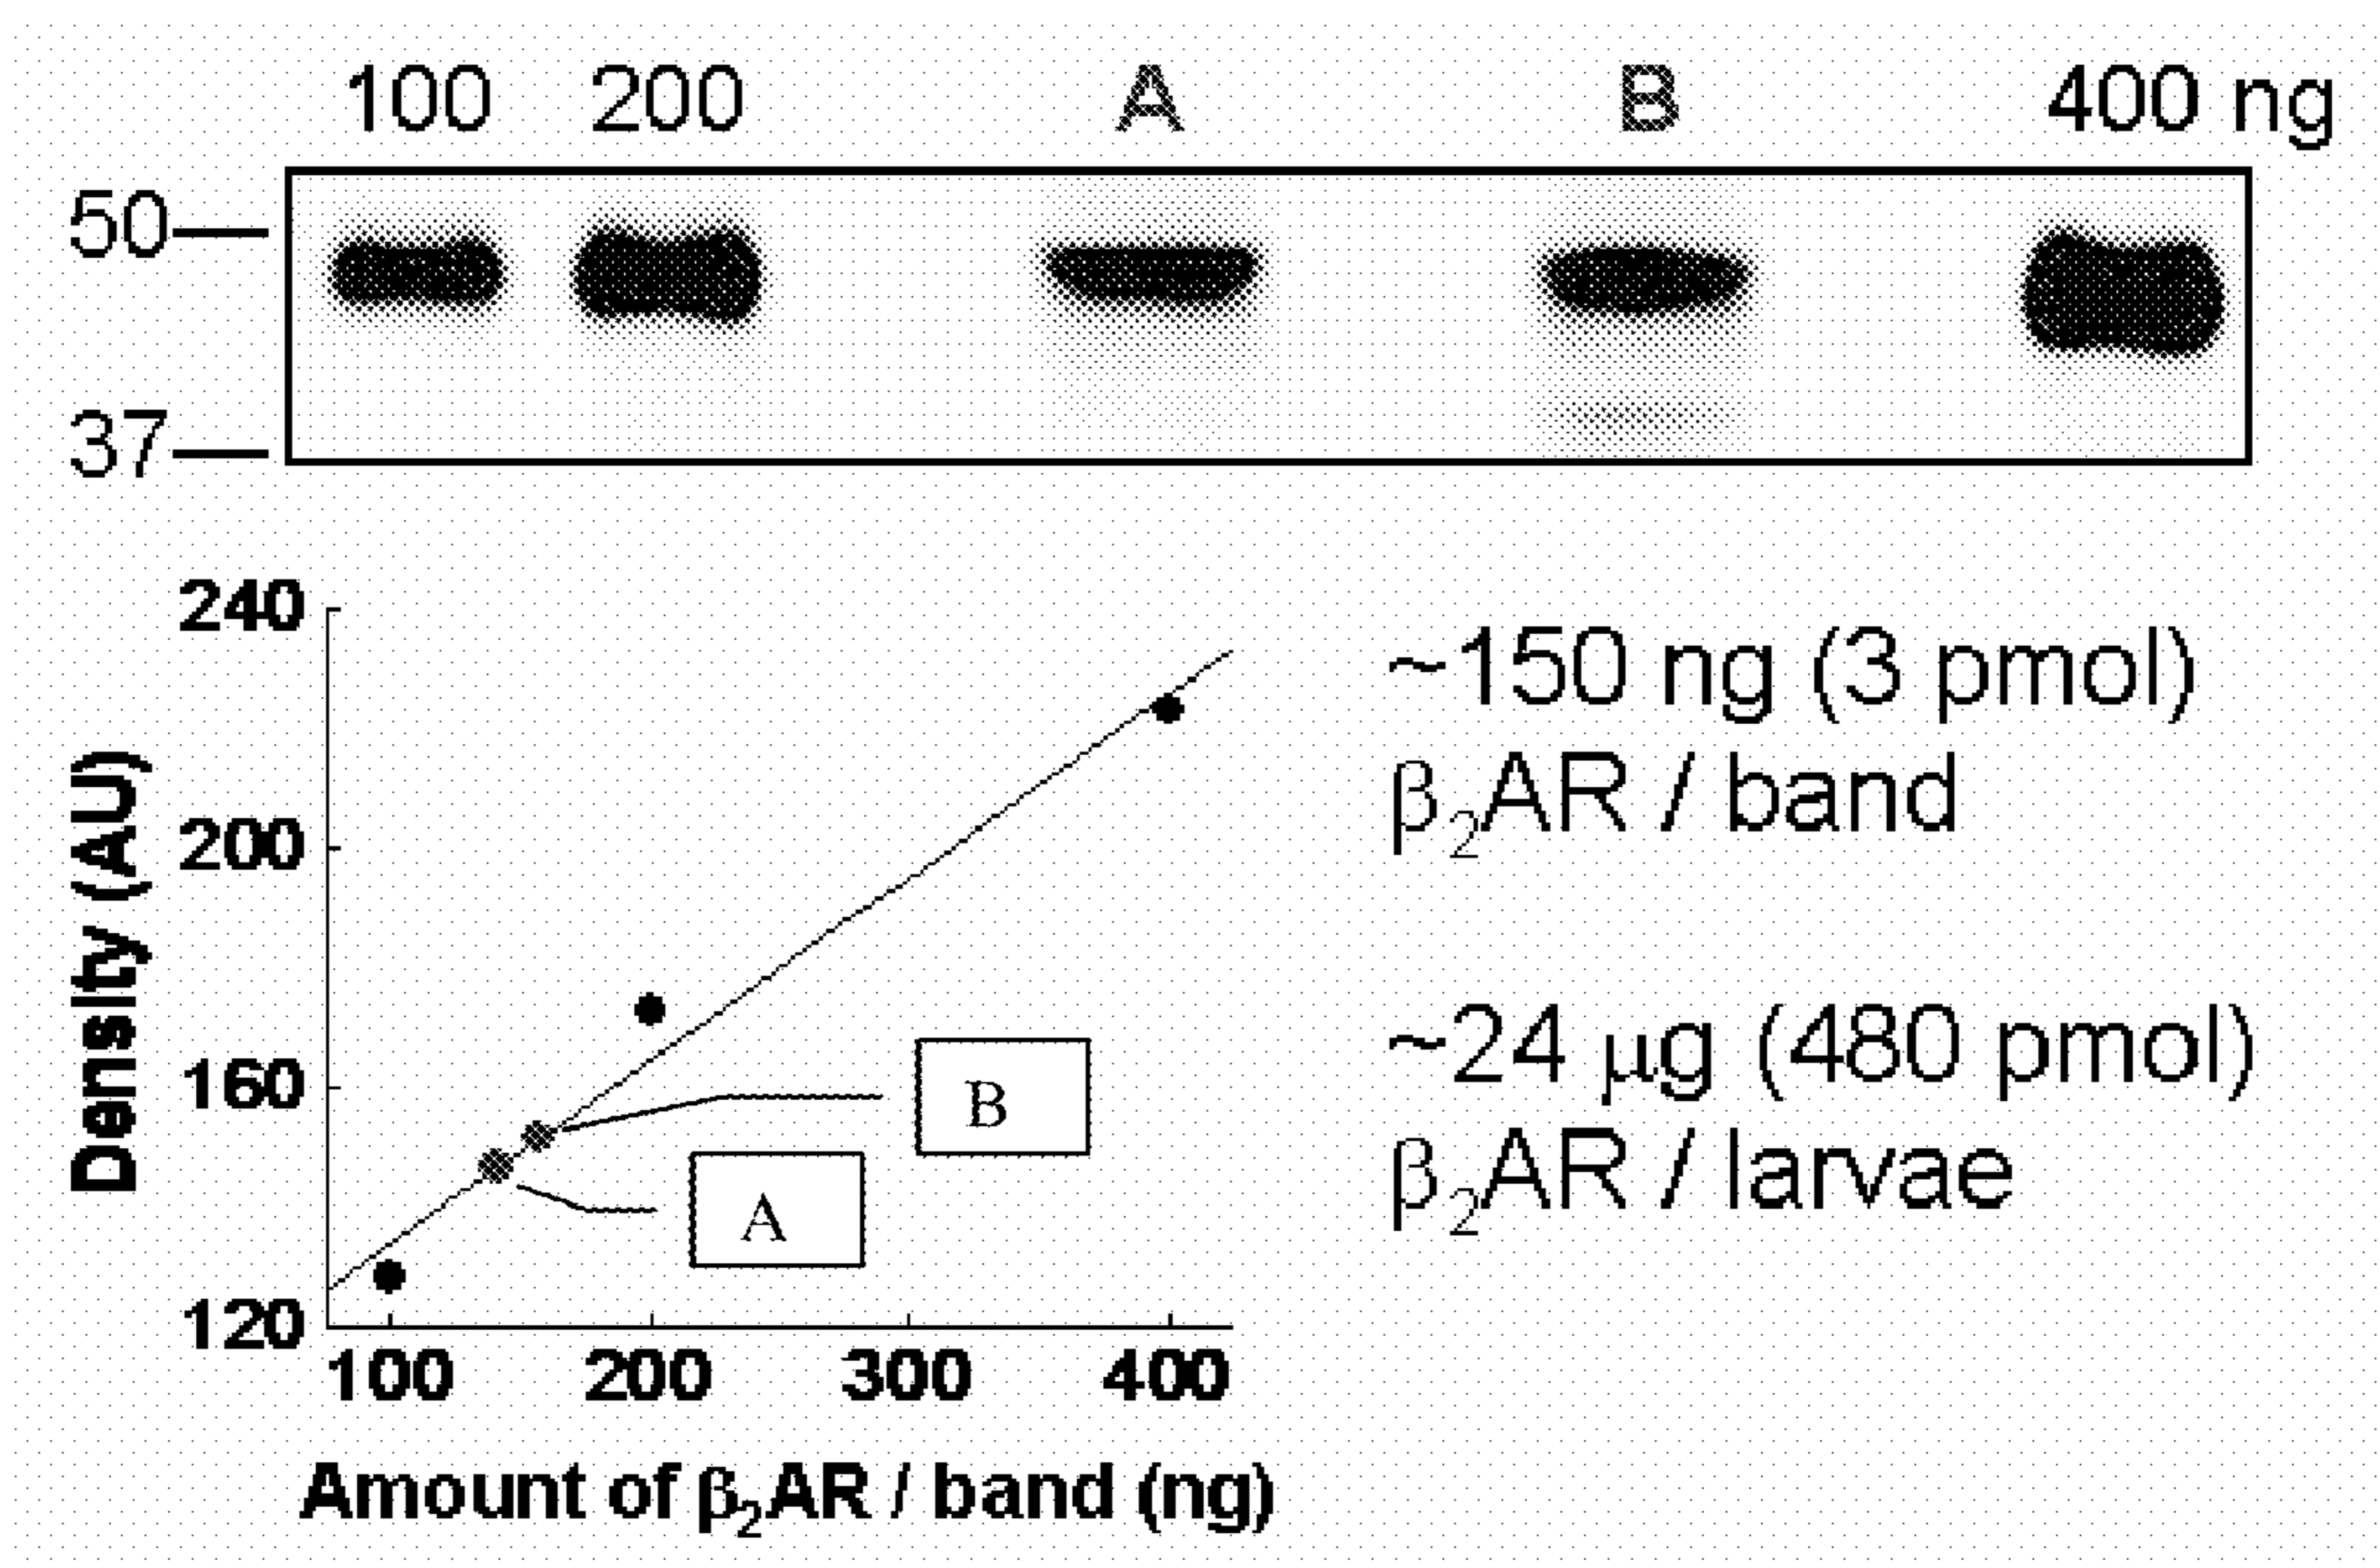 100 200 A B 400 ng
50
37
240
200
160
120
Density (AU)
B
A
100 200 300 400
Amount of β₂AR / band (ng)
~150 ng (3 pmol)
β₂AR / band
~24 μg (480 pmol)
β₂AR / larvae